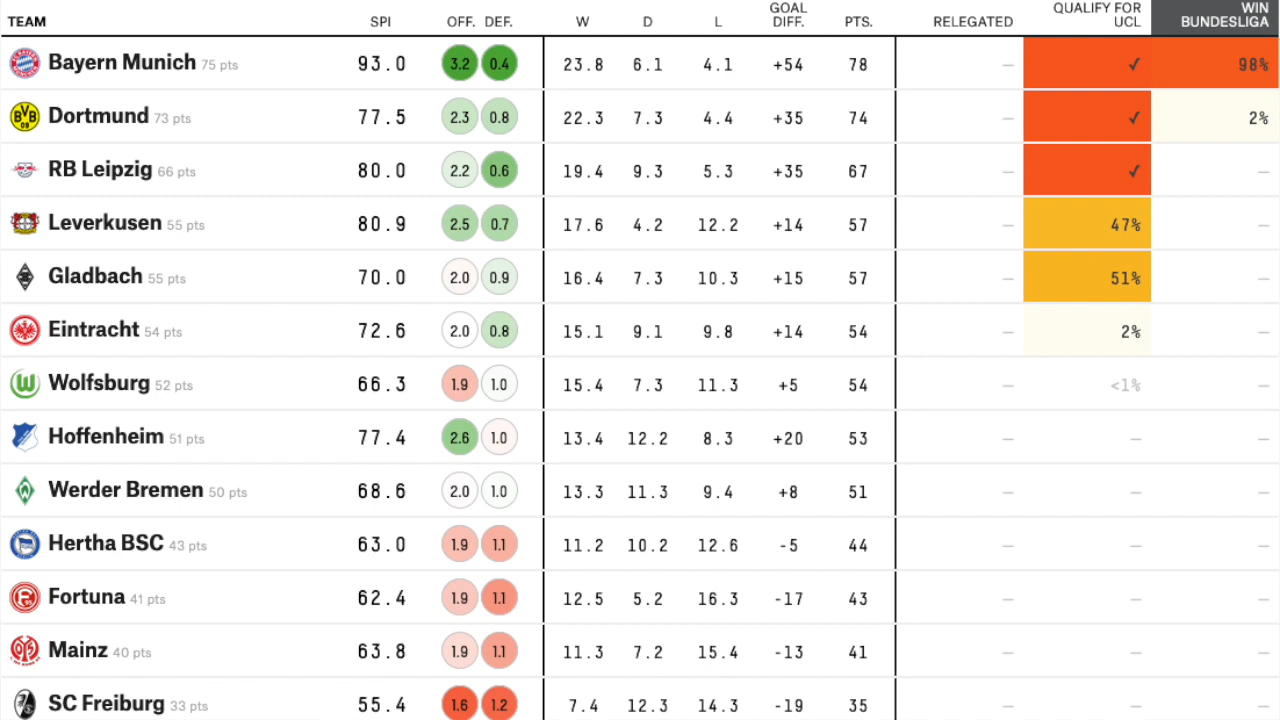 TEAM SPI OFF. DEF. W D L GOAL DIFF. PTS. RELEGATED QUALIFY FOR UCL WIN BUNDESLIGA
Bayern Munich 75 pts 93.0 3.2 0.4 23.8 6.1 4.1 +54 78 — ✓ 98%
BVB 09 Dortmund 73 pts 77.5 2.3 0.8 22.3 7.3 4.4 +35 74 — ✓ 2%
RB Leipzig 66 pts 80.0 2.2 0.6 19.4 9.3 5.3 +35 67 — ✓ —
Leverkusen 55 pts 80.9 2.5 0.7 17.6 4.2 12.2 +14 57 — 47% —
Gladbach 55 pts 70.0 2.0 0.9 16.4 7.3 10.3 +15 57 — 51% —
Eintracht 54 pts 72.6 2.0 0.8 15.1 9.1 9.8 +14 54 — 2% —
W Wolfsburg 52 pts 66.3 1.9 1.0 15.4 7.3 11.3 +5 54 — <1% —
Hoffenheim 51 pts 77.4 2.6 1.0 13.4 12.2 8.3 +20 53 — — —
W Werder Bremen 50 pts 68.6 2.0 1.0 13.3 11.3 9.4 +8 51 — — —
Hertha BSC 43 pts 63.0 1.9 1.1 11.2 10.2 12.6 -5 44 — — —
Fortuna 41 pts 62.4 1.9 1.1 12.5 5.2 16.3 -17 43 — — —
Mainz 40 pts 63.8 1.9 1.1 11.3 7.2 15.4 -13 41 — — —
SC Freiburg 33 pts 55.4 1.6 1.2 7.4 12.3 14.3 -19 35 — — —